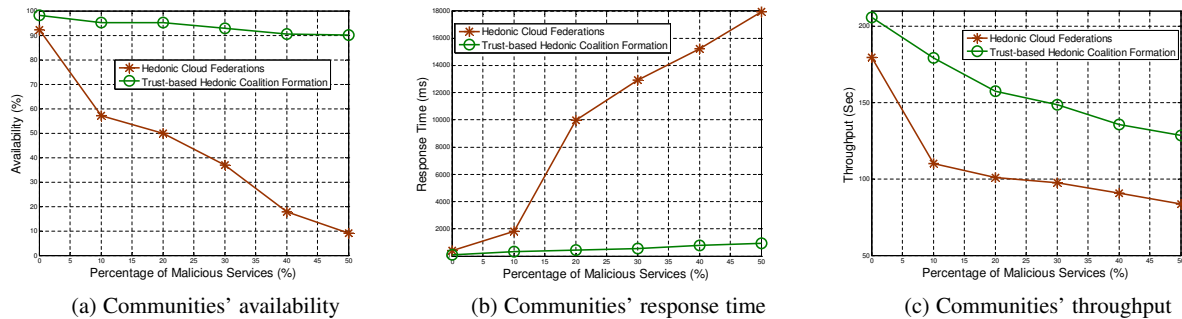 100
90
80
70
60
50
40
30
20
10
0
Availability (%)
Hedonic Cloud Federations
Trust-based Hedonic Coalition Formation
0 5 10 15 20 25 30 35 40 45 50
Percentage of Malicious Services (%)
(a) Communities' availability
18000
16000
14000
12000
10000
8000
6000
4000
2000
0
Response Time (ms)
Hedonic Cloud Federations
Trust-based Hedonic Coalition Formation
0 5 10 15 20 25 30 35 40 45 50
Percentage of Malicious Services (%)
(b) Communities' response time
200
150
100
50
Throughput (Sec)
Hedonic Cloud Federations
Trust-based Hedonic Coalition Formation
0 5 10 15 20 25 30 35 40 45 50
Percentage of Malicious Services (%)
(c) Communities' throughput